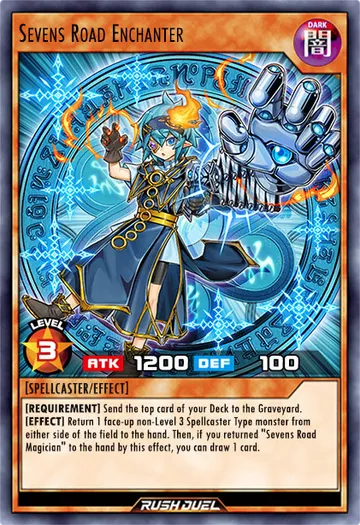 SEVENS ROAD ENCHANTER
DARK
闇
LEVEL
3
ATK 1200 DEF 100
[SPELLCASTER/EFFECT]
[REQUIREMENT] Send the top card of your Deck to the Graveyard.
[EFFECT] Return 1 face-up non-Level 3 Spellcaster Type monster from
either side of the field to the hand. Then, if you returned "Sevens Road
Magician" to the hand by this effect, you can draw 1 card.
RUSH DUEL